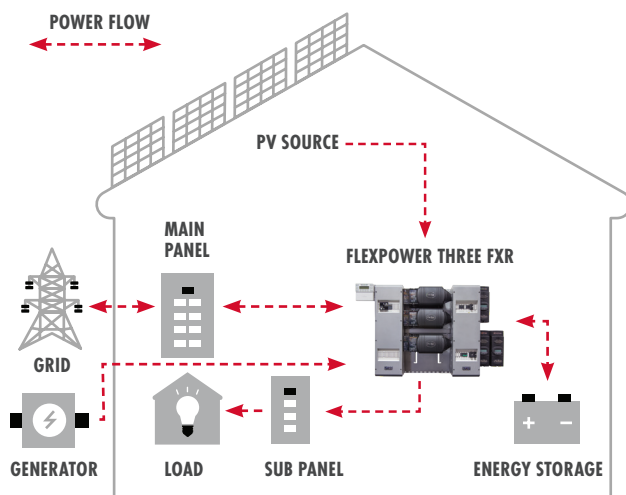 POWER FLOW
PV SOURCE
MAIN
PANEL
FLEXPOWER THREE FXR
GRID
GENERATOR
LOAD
SUB PANEL
+ −
ENERGY STORAGE